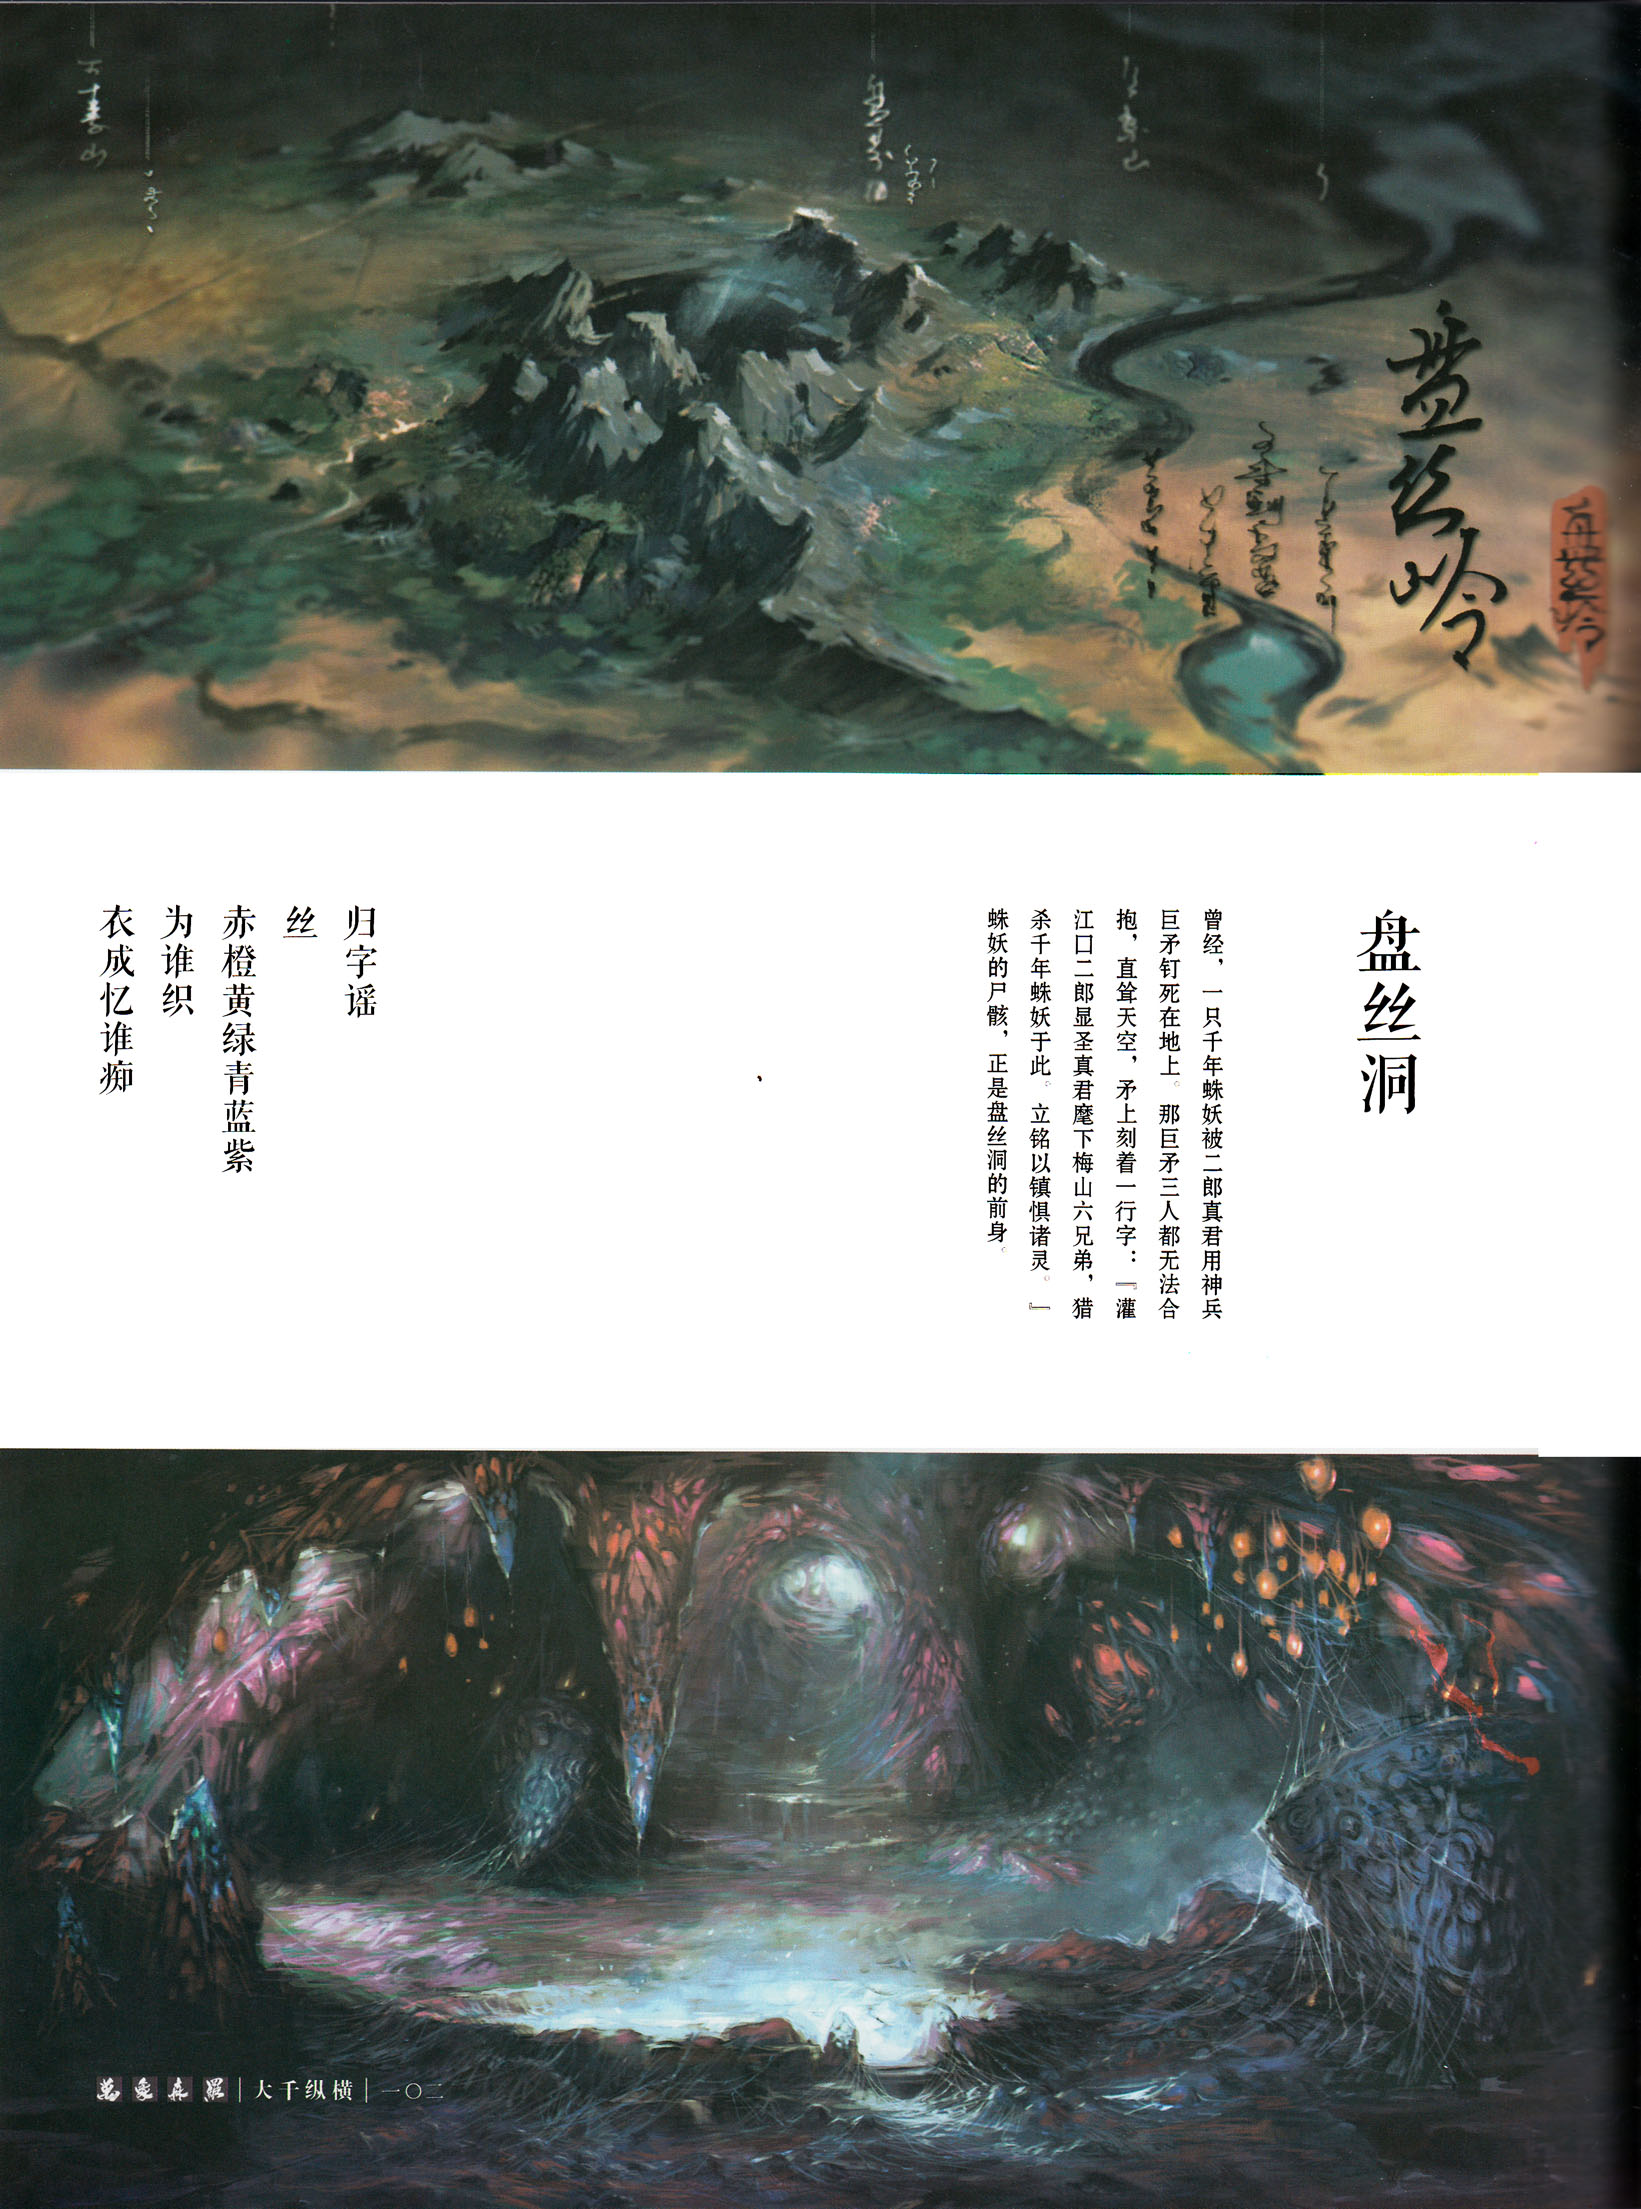 盘丝岭
盘丝洞
曾经，一只千年蛛妖被二郎真君用神兵
巨矛钉死在地上。那巨矛三人都无法合
抱，直耸天空，矛上刻着一行字：『灌
江口二郎显圣真君麾下梅山六兄弟，猎
杀千年蛛妖于此。立铭以镇惧诸灵。』
蛛妖的尸骸，正是盘丝洞的前身。
归字谣
丝
赤橙黄绿青蓝紫
为谁织
衣成忆谁痴
萬象森羅|大千纵横|一〇二